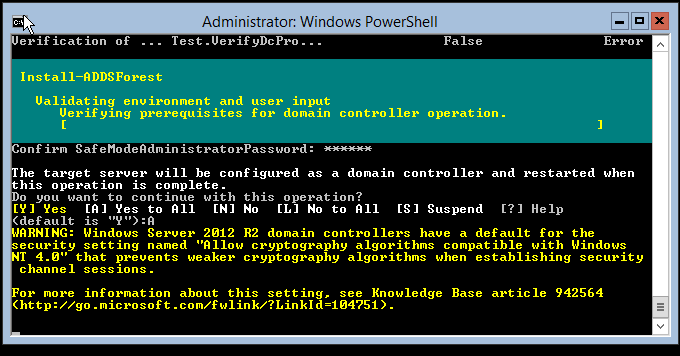 Administrator: Windows PowerShell
Verification of ... Test.VerifyDcPro... False Error
Install-ADDSForest
Validating environment and user input
Verifying prerequisites for domain controller operation.
[ ]
Confirm SafeModeAdministratorPassword: ******
The target server will be configured as a domain controller and restarted when
this operation is complete.
Do you want to continue with this operation?
[Y] Yes [A] Yes to All [N] No [L] No to All [S] Suspend [?] Help
(default is "Y"):A
WARNING: Windows Server 2012 R2 domain controllers have a default for the
security setting named "Allow cryptography algorithms compatible with Windows
NT 4.0" that prevents weaker cryptography algorithms when establishing security
channel sessions.
For more information about this setting, see Knowledge Base article 942564
(http://go.microsoft.com/fwlink/?LinkId=104751).